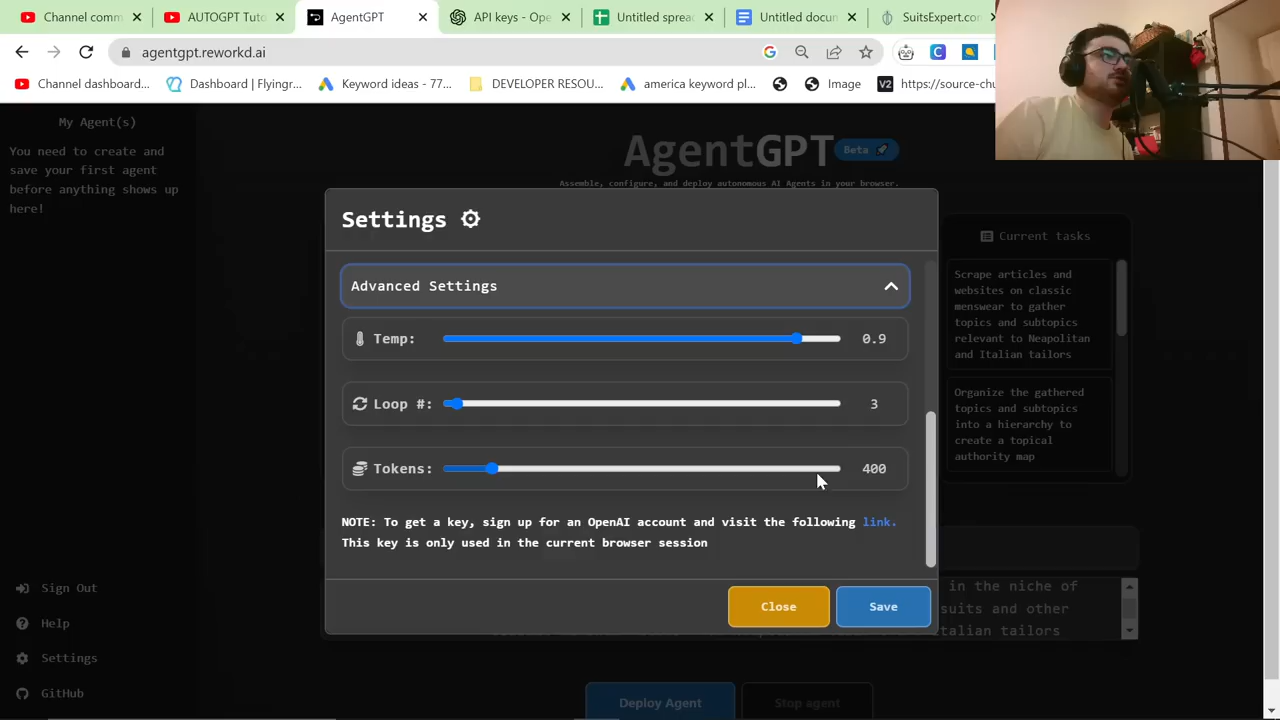 Channel comm
AUTOGPT Tuto
AgentGPT
API keys - Ope
Untitled sprea
Untitled docum
SuitsExpert.com
agentgpt.reworkd.ai
Channel dashboard...
Dashboard | Flyingr...
Keyword ideas - 77...
DEVELOPER RESOU...
america keyword pl...
Image
V2
https://source-chu
My Agent(s)
You need to create and
save your first agent
before anything shows up
here!
AgentGPT
Beta
Assemble, configure, and deploy autonomous AI Agents in your browser.
Settings
Advanced Settings
Temp:
0.9
Loop #:
3
Tokens:
400
NOTE: To get a key, sign up for an OpenAI account and visit the following link.
This key is only used in the current browser session
Close
Save
Current tasks
Scrape articles and
websites on classic
menswear to gather
topics and subtopics
relevant to Neapolitan
and Italian tailors
Organize the gathered
topics and subtopics
into a hierarchy to
create a topical
authority map
in the niche of
suits and other
Italian tailors
Sign Out
Help
Settings
GitHub
Deploy Agent
Stop agent